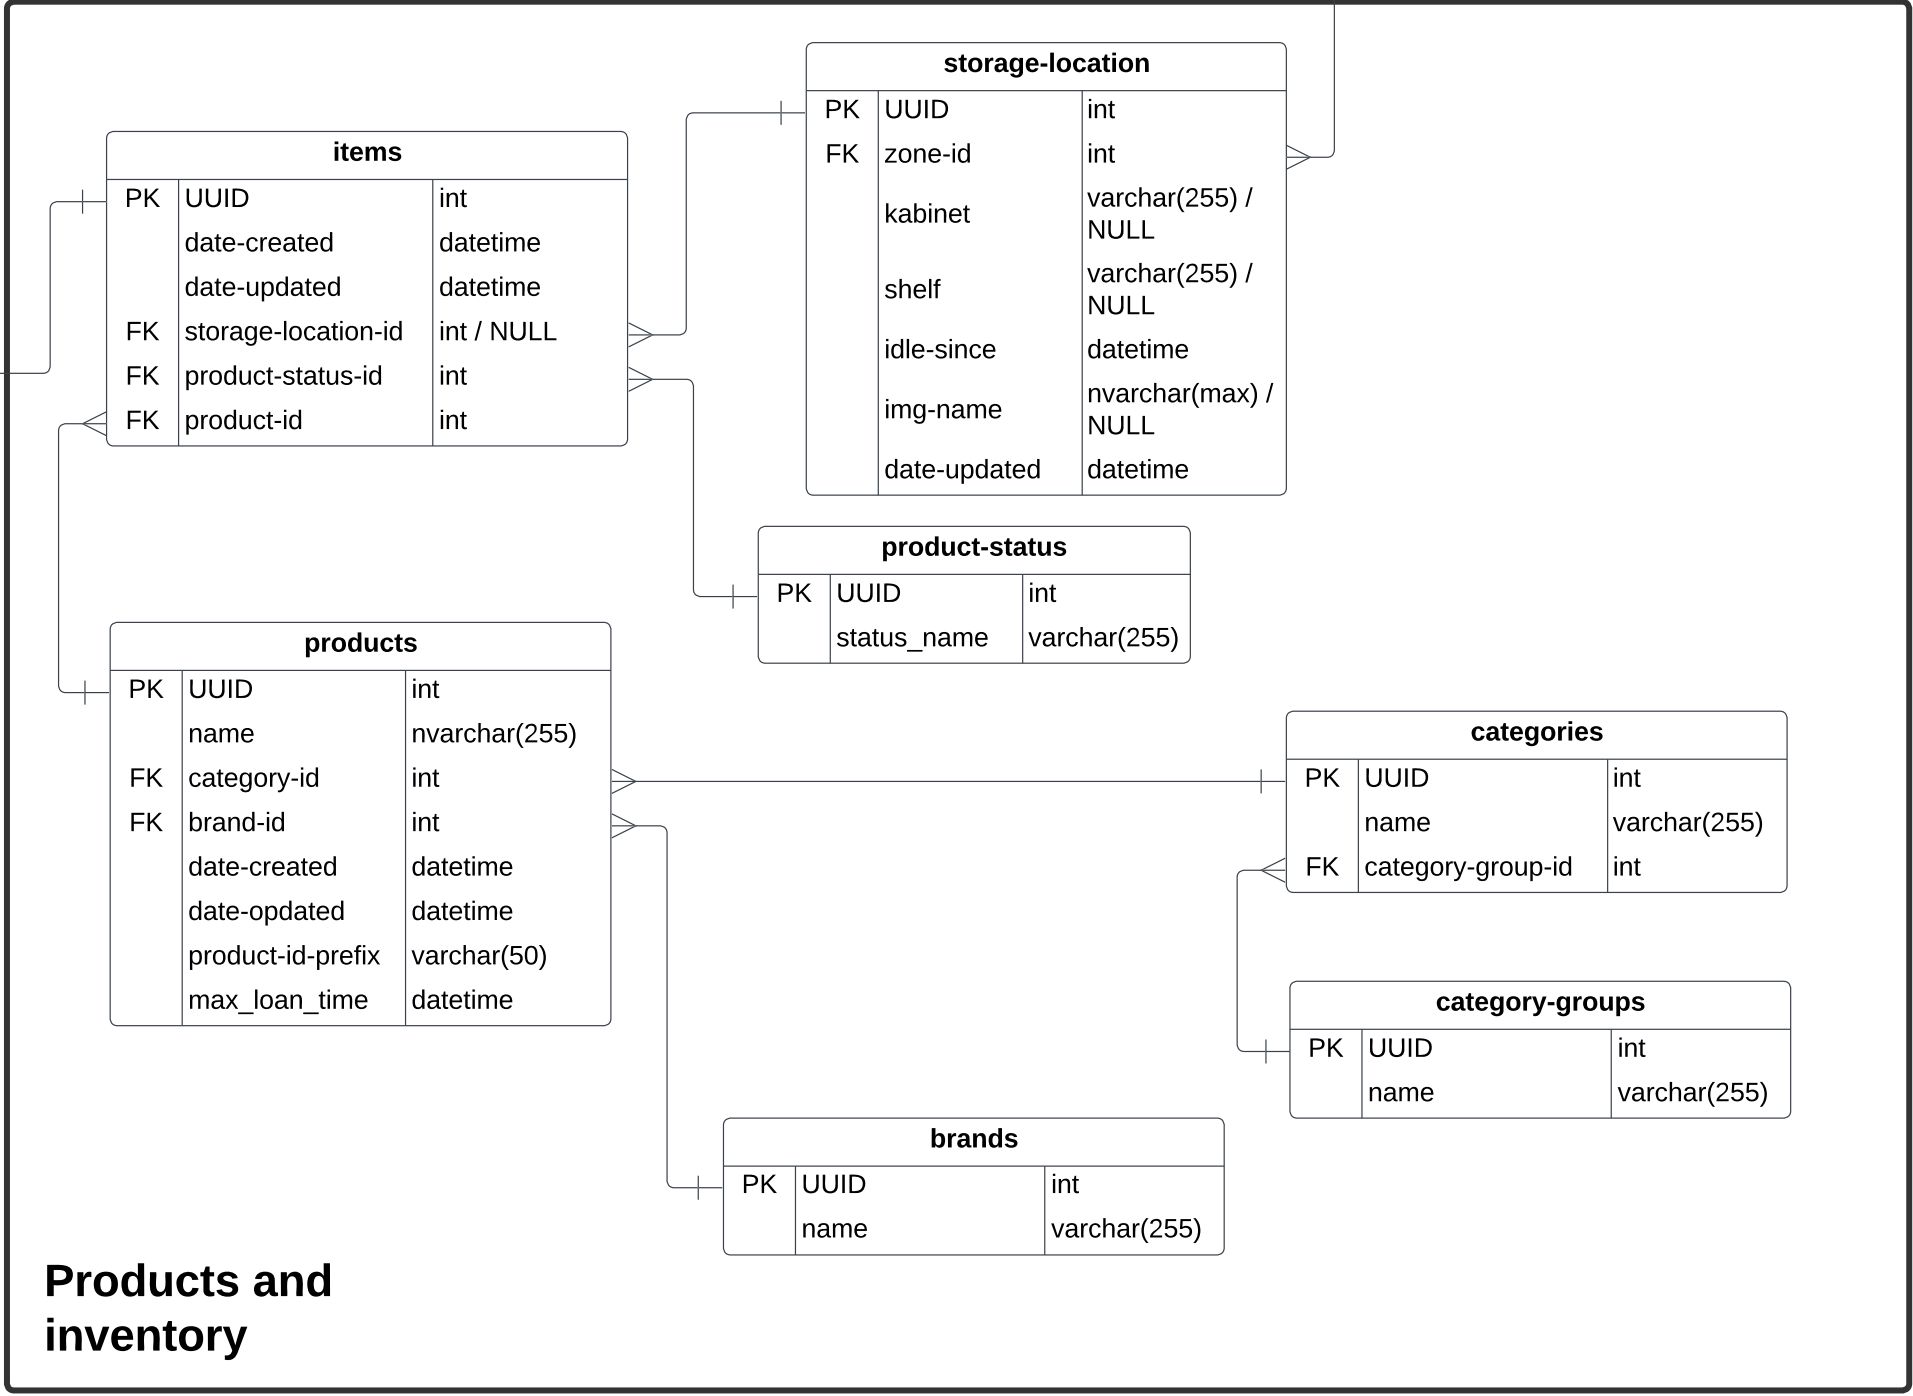 storage-location
PK UUID int
FK zone-id int
kabinet varchar(255) /
NULL
shelf varchar(255) /
NULL
idle-since datetime
img-name nvarchar(max) /
NULL
date-updated datetime
items
PK UUID int
date-created datetime
date-updated datetime
FK storage-location-id int / NULL
FK product-status-id int
FK product-id int
product-status
PK UUID int
status_name varchar(255)
products
PK UUID int
name nvarchar(255)
FK category-id int
FK brand-id int
date-created datetime
date-opdated datetime
product-id-prefix varchar(50)
max_loan_time datetime
categories
PK UUID int
name varchar(255)
FK category-group-id int
category-groups
PK UUID int
name varchar(255)
brands
PK UUID int
name varchar(255)
Products and
inventory